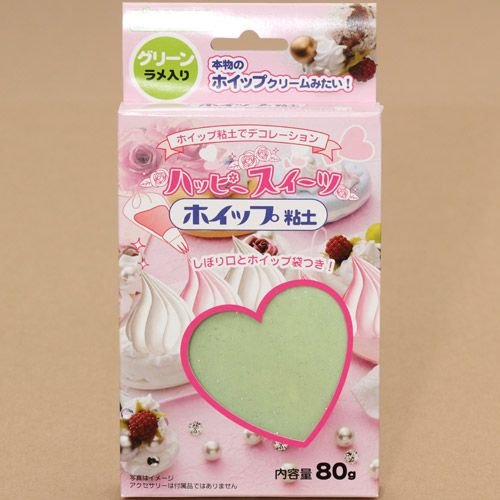 グリーン
ラメ入り
本物の
ホイップクリームみたい！
ホイップ粘土でデコレーション
ハッピースイーツ
ホイップ粘土
しぼり口とホイップ袋つき！
写真はイメージ
アクセサリーは付属品ではありません
内容量 80g